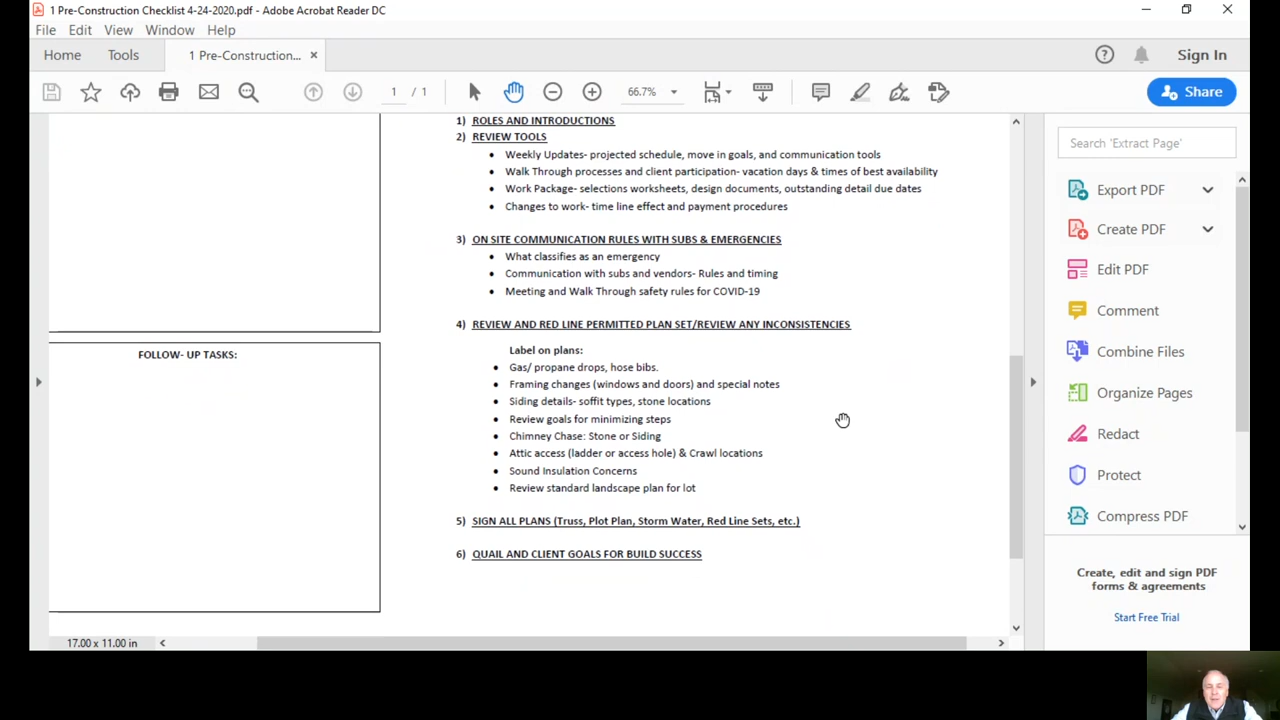 1 Pre-Construction Checklist 4-24-2020.pdf - Adobe Acrobat Reader DC
File Edit View Window Help
Home Tools 1 Pre-Construction... × Sign In
1 / 1 66.7% Share
1) ROLES AND INTRODUCTIONS
2) REVIEW TOOLS
• Weekly Updates- projected schedule, move in goals, and communication tools
• Walk Through processes and client participation- vacation days & times of best availability
• Work Package- selections worksheets, design documents, outstanding detail due dates
• Changes to work- time line effect and payment procedures
3) ON SITE COMMUNICATION RULES WITH SUBS & EMERGENCIES
• What classifies as an emergency
• Communication with subs and vendors- Rules and timing
• Meeting and Walk Through safety rules for COVID-19
4) REVIEW AND RED LINE PERMITTED PLAN SET/REVIEW ANY INCONSISTENCIES
Label on plans:
• Gas/ propane drops, hose bibs.
• Framing changes (windows and doors) and special notes
• Siding details- soffit types, stone locations
• Review goals for minimizing steps
• Chimney Chase: Stone or Siding
• Attic access (ladder or access hole) & Crawl locations
• Sound Insulation Concerns
• Review standard landscape plan for lot
5) SIGN ALL PLANS (Truss, Plot Plan, Storm Water, Red Line Sets, etc.)
6) QUAIL AND CLIENT GOALS FOR BUILD SUCCESS
FOLLOW- UP TASKS:
17.00 x 11.00 in
Search 'Extract Page'
Export PDF
Create PDF
Edit PDF
Comment
Combine Files
Organize Pages
Redact
Protect
Compress PDF
Create, edit and sign PDF
forms & agreements
Start Free Trial